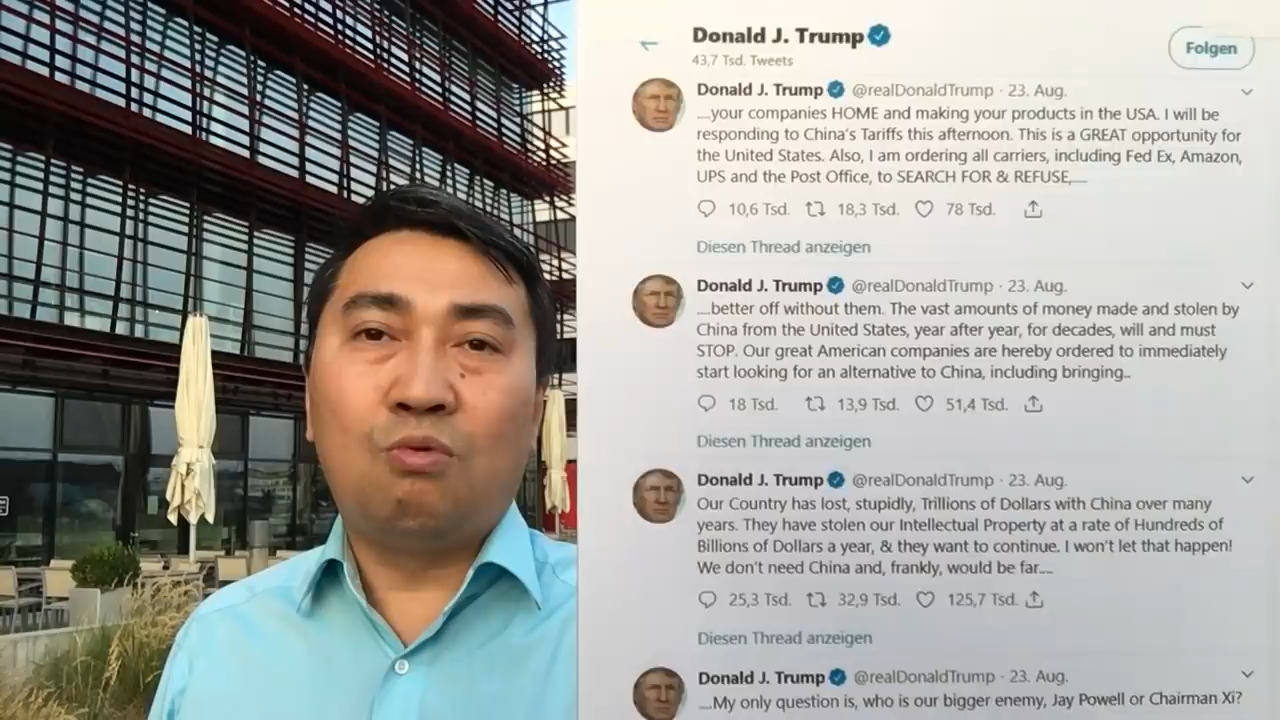 Donald J. Trump
43,7 Tsd. Tweets
Folgen
Donald J. Trump @realDonaldTrump · 23. Aug.
....your companies HOME and making your products in the USA. I will be
responding to China's Tariffs this afternoon. This is a GREAT opportunity for
the United States. Also, I am ordering all carriers, including Fed Ex, Amazon,
UPS and the Post Office, to SEARCH FOR & REFUSE,....
10,6 Tsd. 18,3 Tsd. 78 Tsd.
Diesen Thread anzeigen
Donald J. Trump @realDonaldTrump · 23. Aug.
....better off without them. The vast amounts of money made and stolen by
China from the United States, year after year, for decades, will and must
STOP. Our great American companies are hereby ordered to immediately
start looking for an alternative to China, including bringing..
18 Tsd. 13,9 Tsd. 51,4 Tsd.
Diesen Thread anzeigen
Donald J. Trump @realDonaldTrump · 23. Aug.
Our Country has lost, stupidly, Trillions of Dollars with China over many
years. They have stolen our Intellectual Property at a rate of Hundreds of
Billions of Dollars a year, & they want to continue. I won't let that happen!
We don't need China and, frankly, would be far....
25,3 Tsd. 32,9 Tsd. 125,7 Tsd.
Diesen Thread anzeigen
Donald J. Trump @realDonaldTrump · 23. Aug.
....My only question is, who is our bigger enemy, Jay Powell or Chairman Xi?